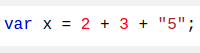 var x = 2 + 3 + "5";